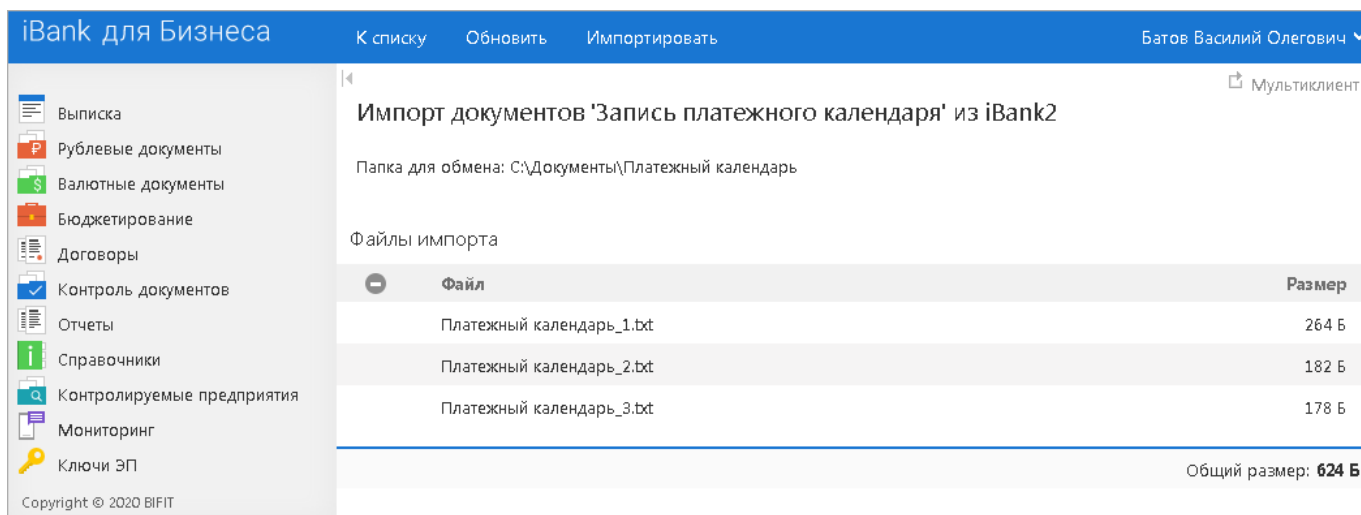 iBank для Бизнеса
К списку Обновить Импортировать Батов Василий Олегович
Мультиклиент
Выписка
Рублевые документы
Валютные документы
Бюджетирование
Договоры
Контроль документов
Отчеты
Справочники
Контролируемые предприятия
Мониторинг
Ключи ЭП
Copyright © 2020 BIFIT
Импорт документов 'Запись платежного календаря' из iBank2
Папка для обмена: C:\Документы\Платежный календарь
Файлы импорта
Файл Размер
Платежный календарь_1.txt 264 Б
Платежный календарь_2.txt 182 Б
Платежный календарь_3.txt 178 Б
Общий размер: 624 Б